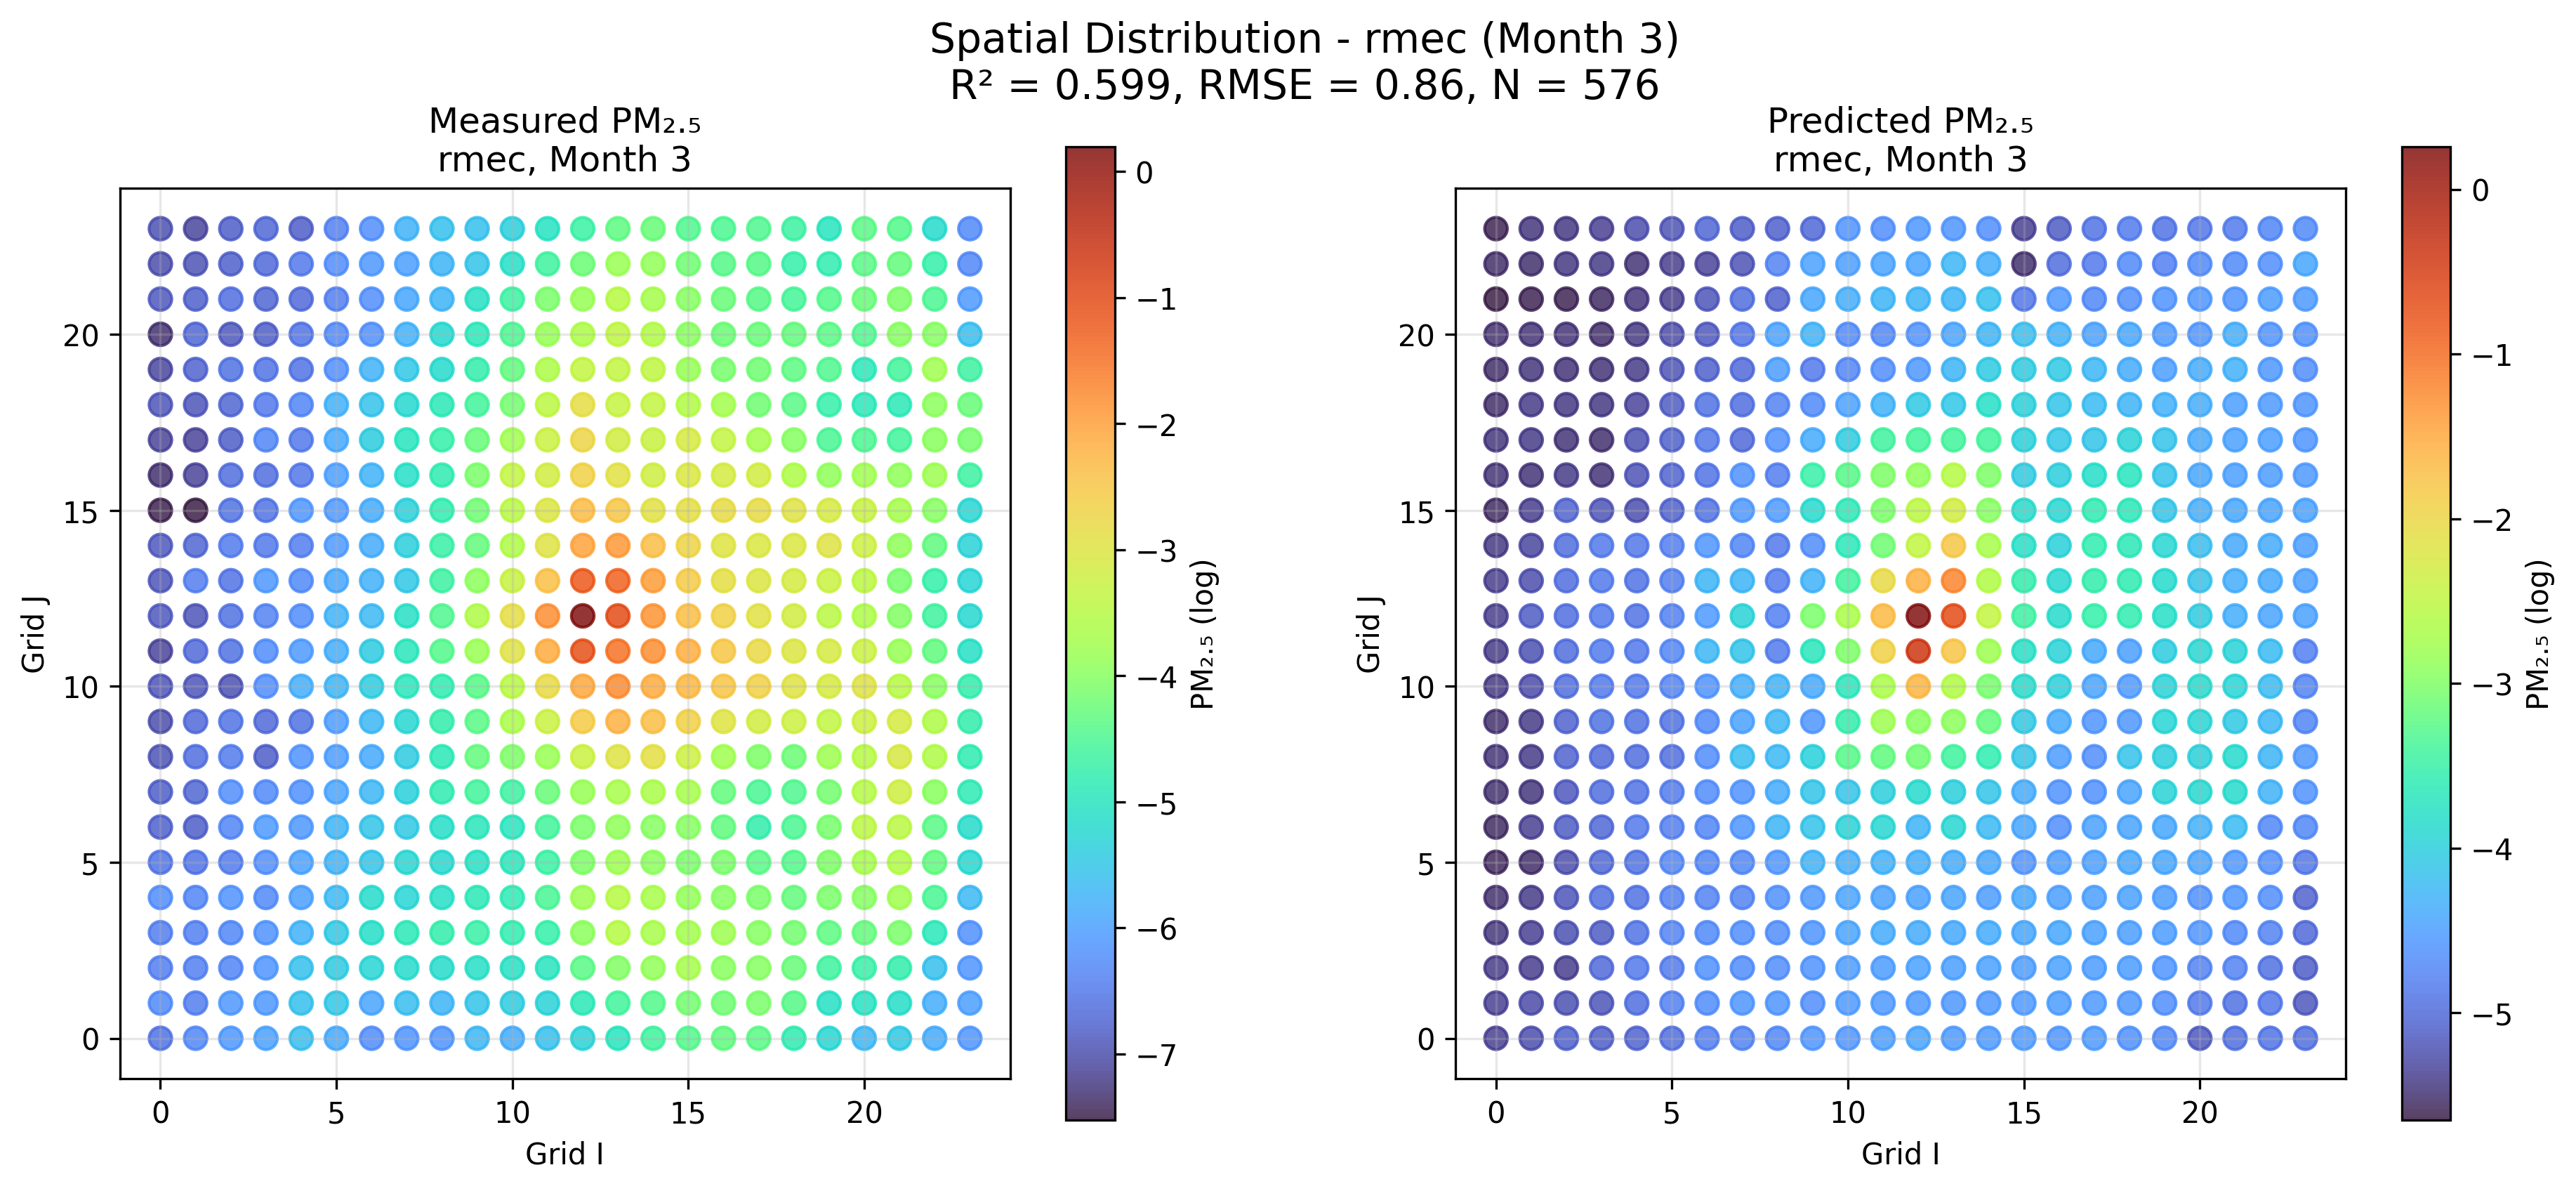 Spatial Distribution - rmec (Month 3)
R² = 0.599, RMSE = 0.86, N = 576
Measured PM₂.₅
rmec, Month 3
Grid J
20
15
10
5
0
0 5 10 15 20
Grid I
0
−1
−2
−3
−4
−5
−6
−7
PM₂.₅ (log)
Predicted PM₂.₅
rmec, Month 3
Grid J
20
15
10
5
0
0 5 10 15 20
Grid I
0
−1
−2
−3
−4
−5
PM₂.₅ (log)